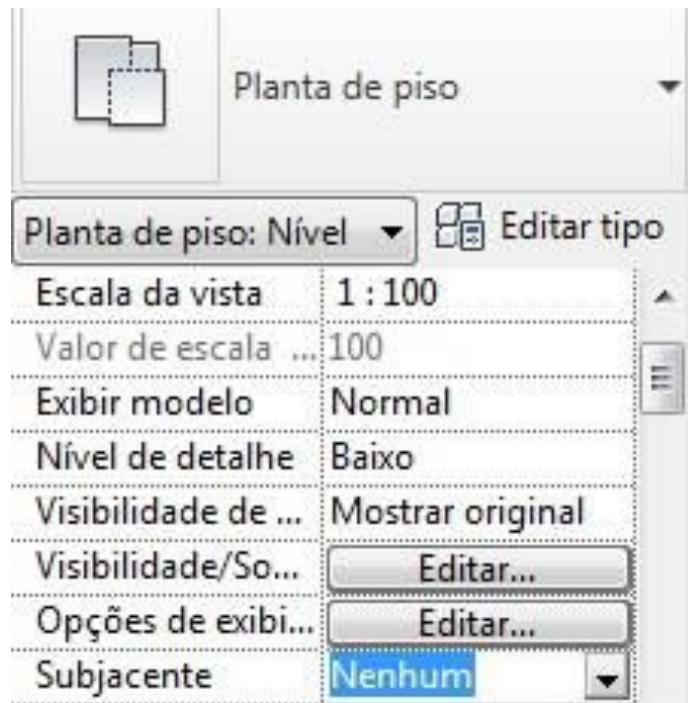 Planta de piso
Planta de piso: Nível Editar tipo
Escala da vista 1 : 100
Valor de escala ... 100
Exibir modelo Normal
Nível de detalhe Baixo
Visibilidade de ... Mostrar original
Visibilidade/So... Editar...
Opções de exibi... Editar...
Subjacente Nenhum